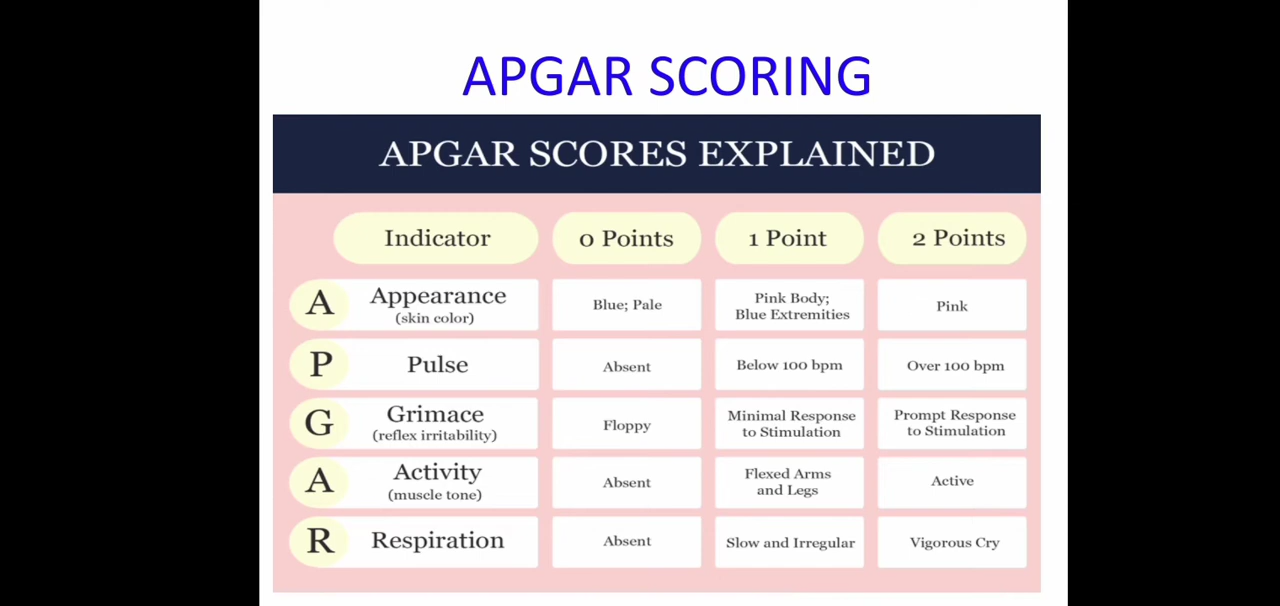 APGAR SCORING
APGAR SCORES EXPLAINED
Indicator
0 Points
1 Point
2 Points
A
Appearance
(skin color)
Blue; Pale
Pink Body;
Blue Extremities
Pink
P
Pulse
Absent
Below 100 bpm
Over 100 bpm
G
Grimace
(reflex irritability)
Floppy
Minimal Response
to Stimulation
Prompt Response
to Stimulation
A
Activity
(muscle tone)
Absent
Flexed Arms
and Legs
Active
R
Respiration
Absent
Slow and Irregular
Vigorous Cry